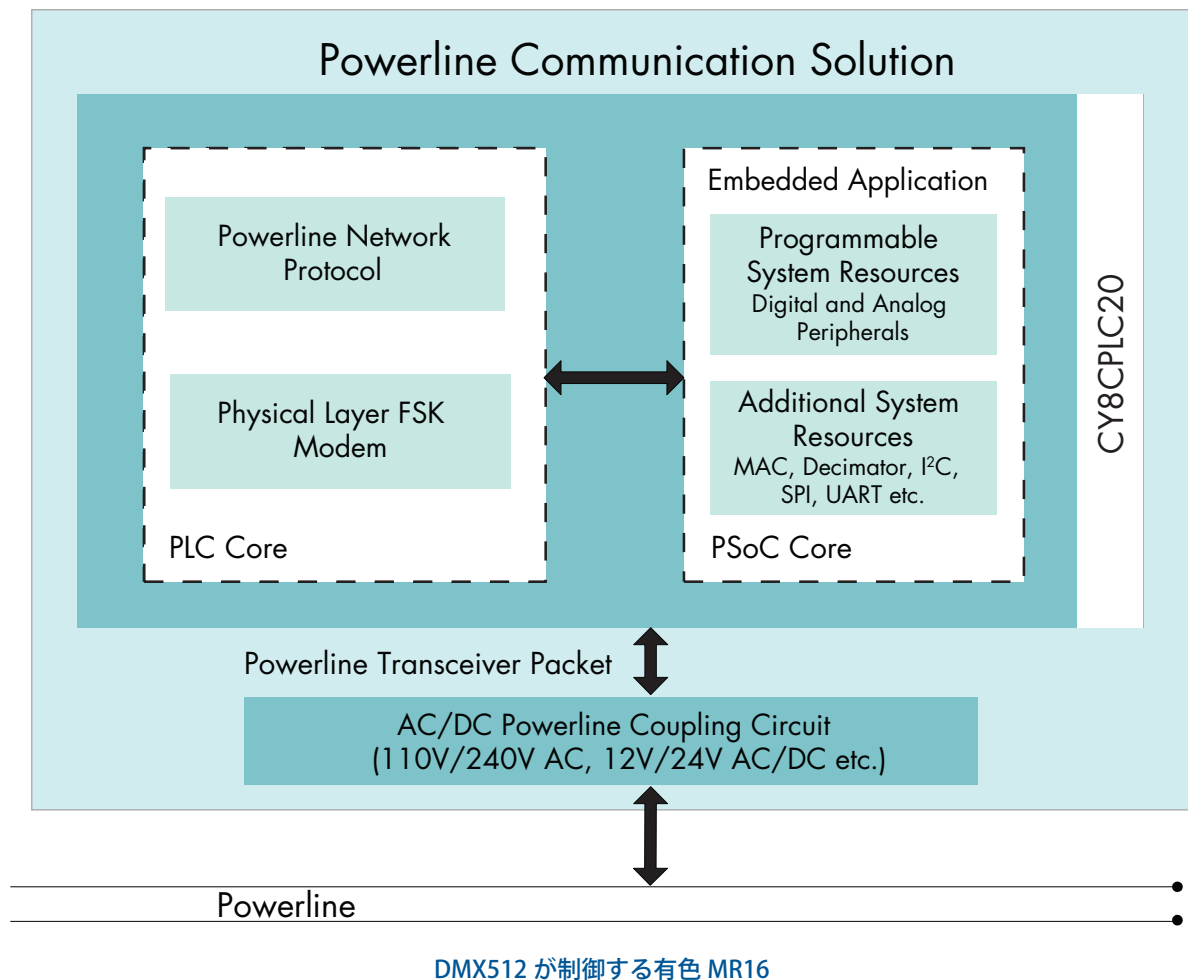 Powerline Communication Solution
Powerline Network
Protocol
Physical Layer FSK
Modem
PLC Core
Embedded Application
Programmable
System Resources
Digital and Analog
Peripherals
Additional System
Resources
MAC, Decimator, I²C,
SPI, UART etc.
PSoC Core
CY8CPLC20
Powerline Transceiver Packet
AC/DC Powerline Coupling Circuit
(110V/240V AC, 12V/24V AC/DC etc.)
Powerline
DMX512 が制御する有色 MR16